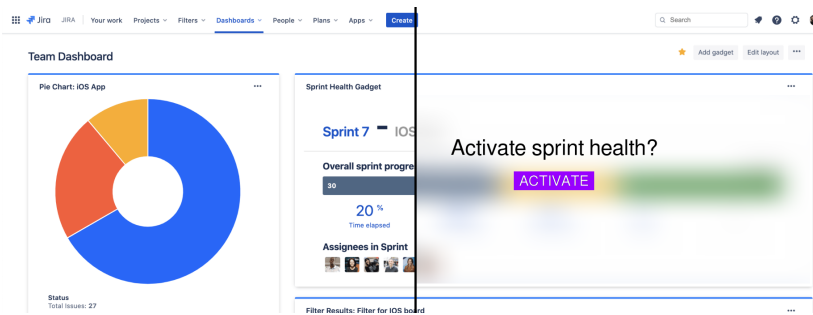 Jira JIRA Your work Projects Filters Dashboards People Plans Apps Create Search
Team Dashboard Add gadget Edit layout
Pie Chart: iOS App
Status
Total Issues: 27
Sprint Health Gadget
Sprint 7 - IOS
Overall sprint progre
30
20 %
Time elapsed
Assignees in Sprint
Activate sprint health?
ACTIVATE
Filter Results: Filter for IOS board